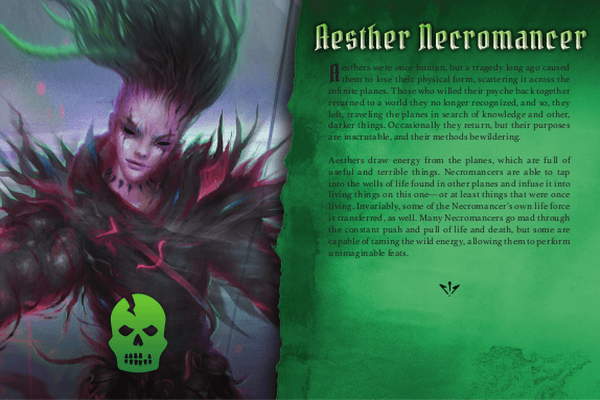 Aesther Necromancer
Aesthers were once human, but a tragedy long ago caused
them to lose their physical form, scattering it across the
infinite planes. Those who willed their psyche back together
returned to a world they no longer recognized, and so, they
left, traveling the planes in search of knowledge and other,
darker things. Occasionally they return, but their purposes
are inscrutable, and their methods bewildering.
Aesthers draw energy from the planes, which are full of
useful and terrible things. Necromancers are able to tap
into the wells of life found in other planes and infuse it into
living things on this one—or at least things that were once
living. Invariably, some of the Necromancer's own life force
is transferred, as well. Many Necromancers go mad through
the constant push and pull of life and death, but some are
capable of taming the wild energy, allowing them to perform
unimaginable feats.